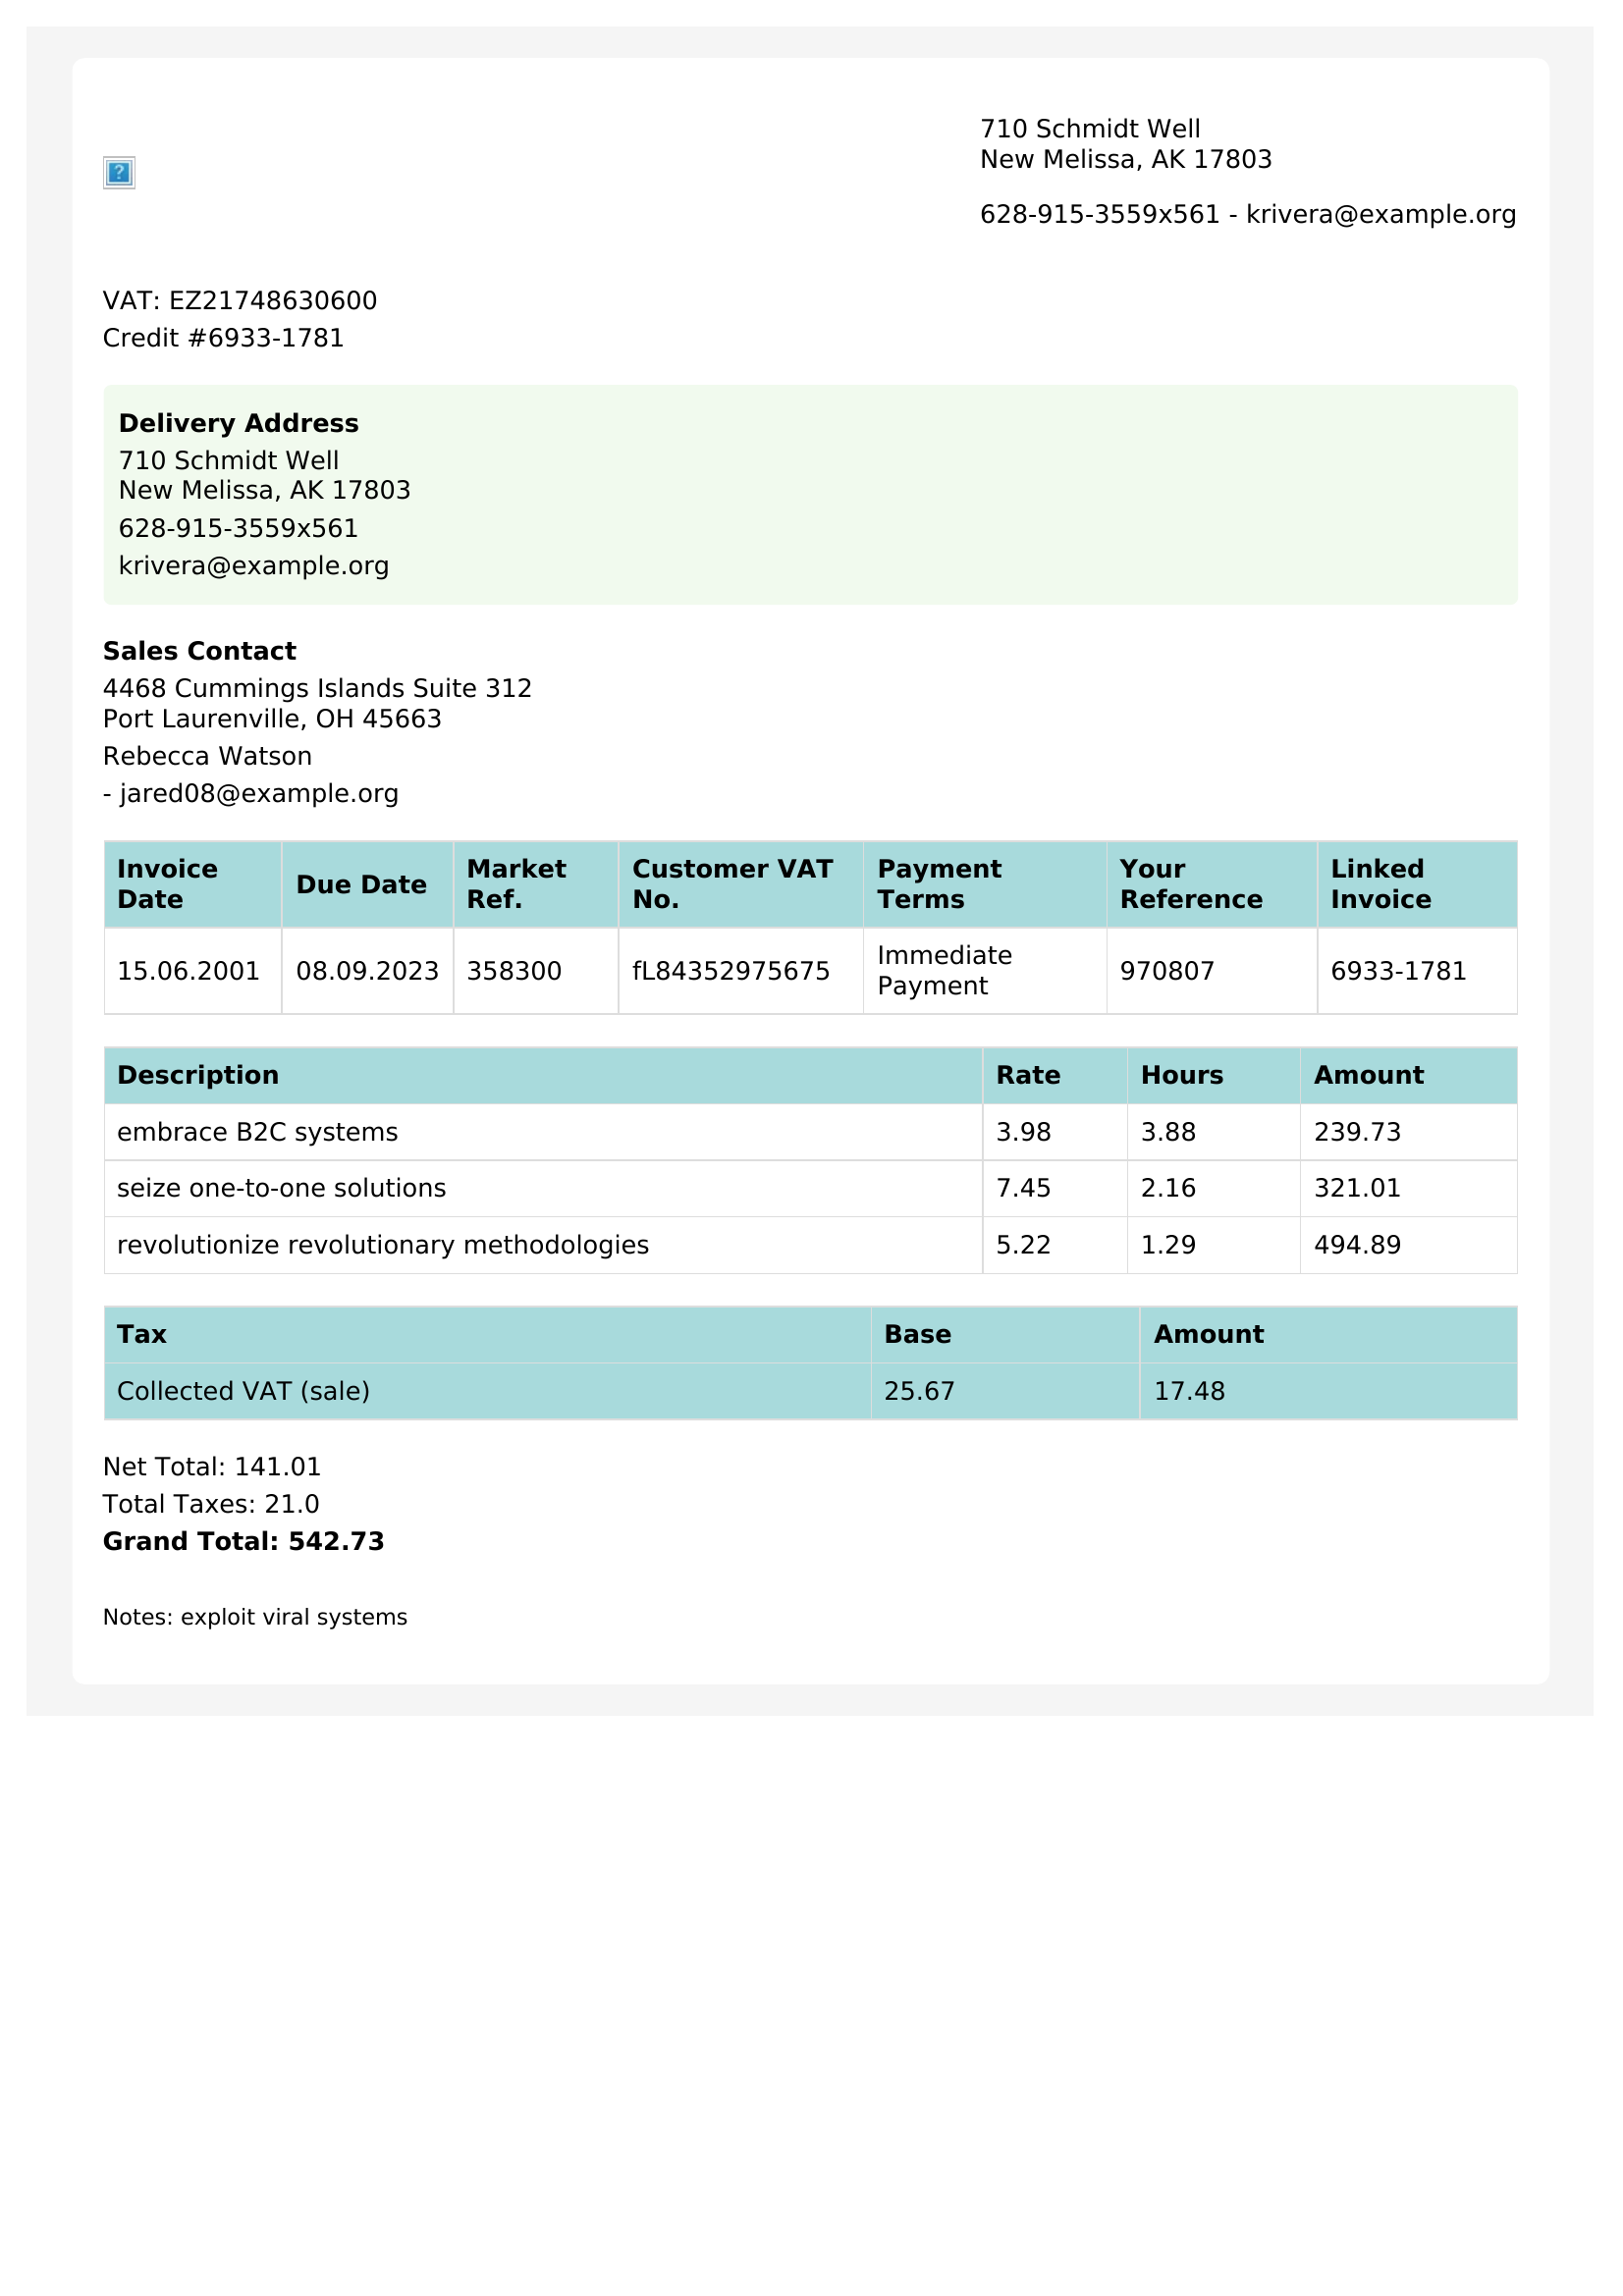 710 Schmidt Well
New Melissa, AK 17803
628-915-3559x561 - krivera@example.org
VAT: EZ21748630600
Credit #6933-1781
Delivery Address
710 Schmidt Well
New Melissa, AK 17803
628-915-3559x561
krivera@example.org
Sales Contact
4468 Cummings Islands Suite 312
Port Laurenville, OH 45663
Rebecca Watson
- jared08@example.org
Invoice Date Due Date Market Ref. Customer VAT No. Payment Terms Your Reference Linked Invoice
15.06.2001 08.09.2023 358300 fL84352975675 Immediate Payment 970807 6933-1781
Description Rate Hours Amount
embrace B2C systems 3.98 3.88 239.73
seize one-to-one solutions 7.45 2.16 321.01
revolutionize revolutionary methodologies 5.22 1.29 494.89
Tax Base Amount
Collected VAT (sale) 25.67 17.48
Net Total: 141.01
Total Taxes: 21.0
Grand Total: 542.73
Notes: exploit viral systems